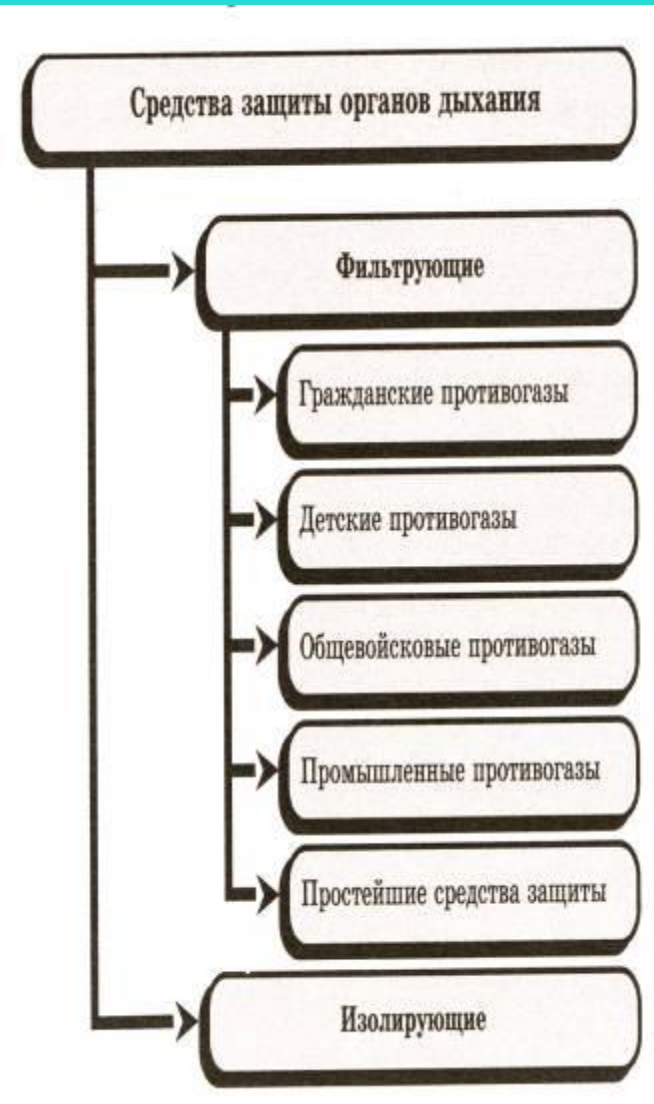 Средства защиты органов дыхания
Фильтрующие
Гражданские противогазы
Детские противогазы
Общевойсковые противогазы
Промышленные противогазы
Простейшие средства защиты
Изолирующие